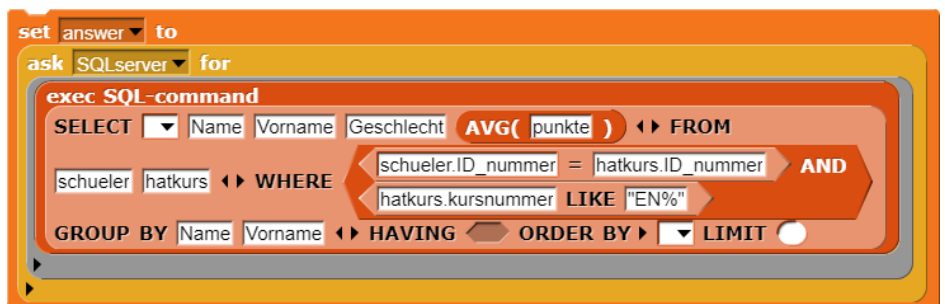 set answer to
ask SQLserver for
exec SQL-command
SELECT Name Vorname Geschlecht AVG( punkte ) FROM
schueler hatkurs WHERE schueler.ID_nummer = hatkurs.ID_nummer AND
hatkurs.kursnummer LIKE "EN%"
GROUP BY Name Vorname HAVING ORDER BY LIMIT